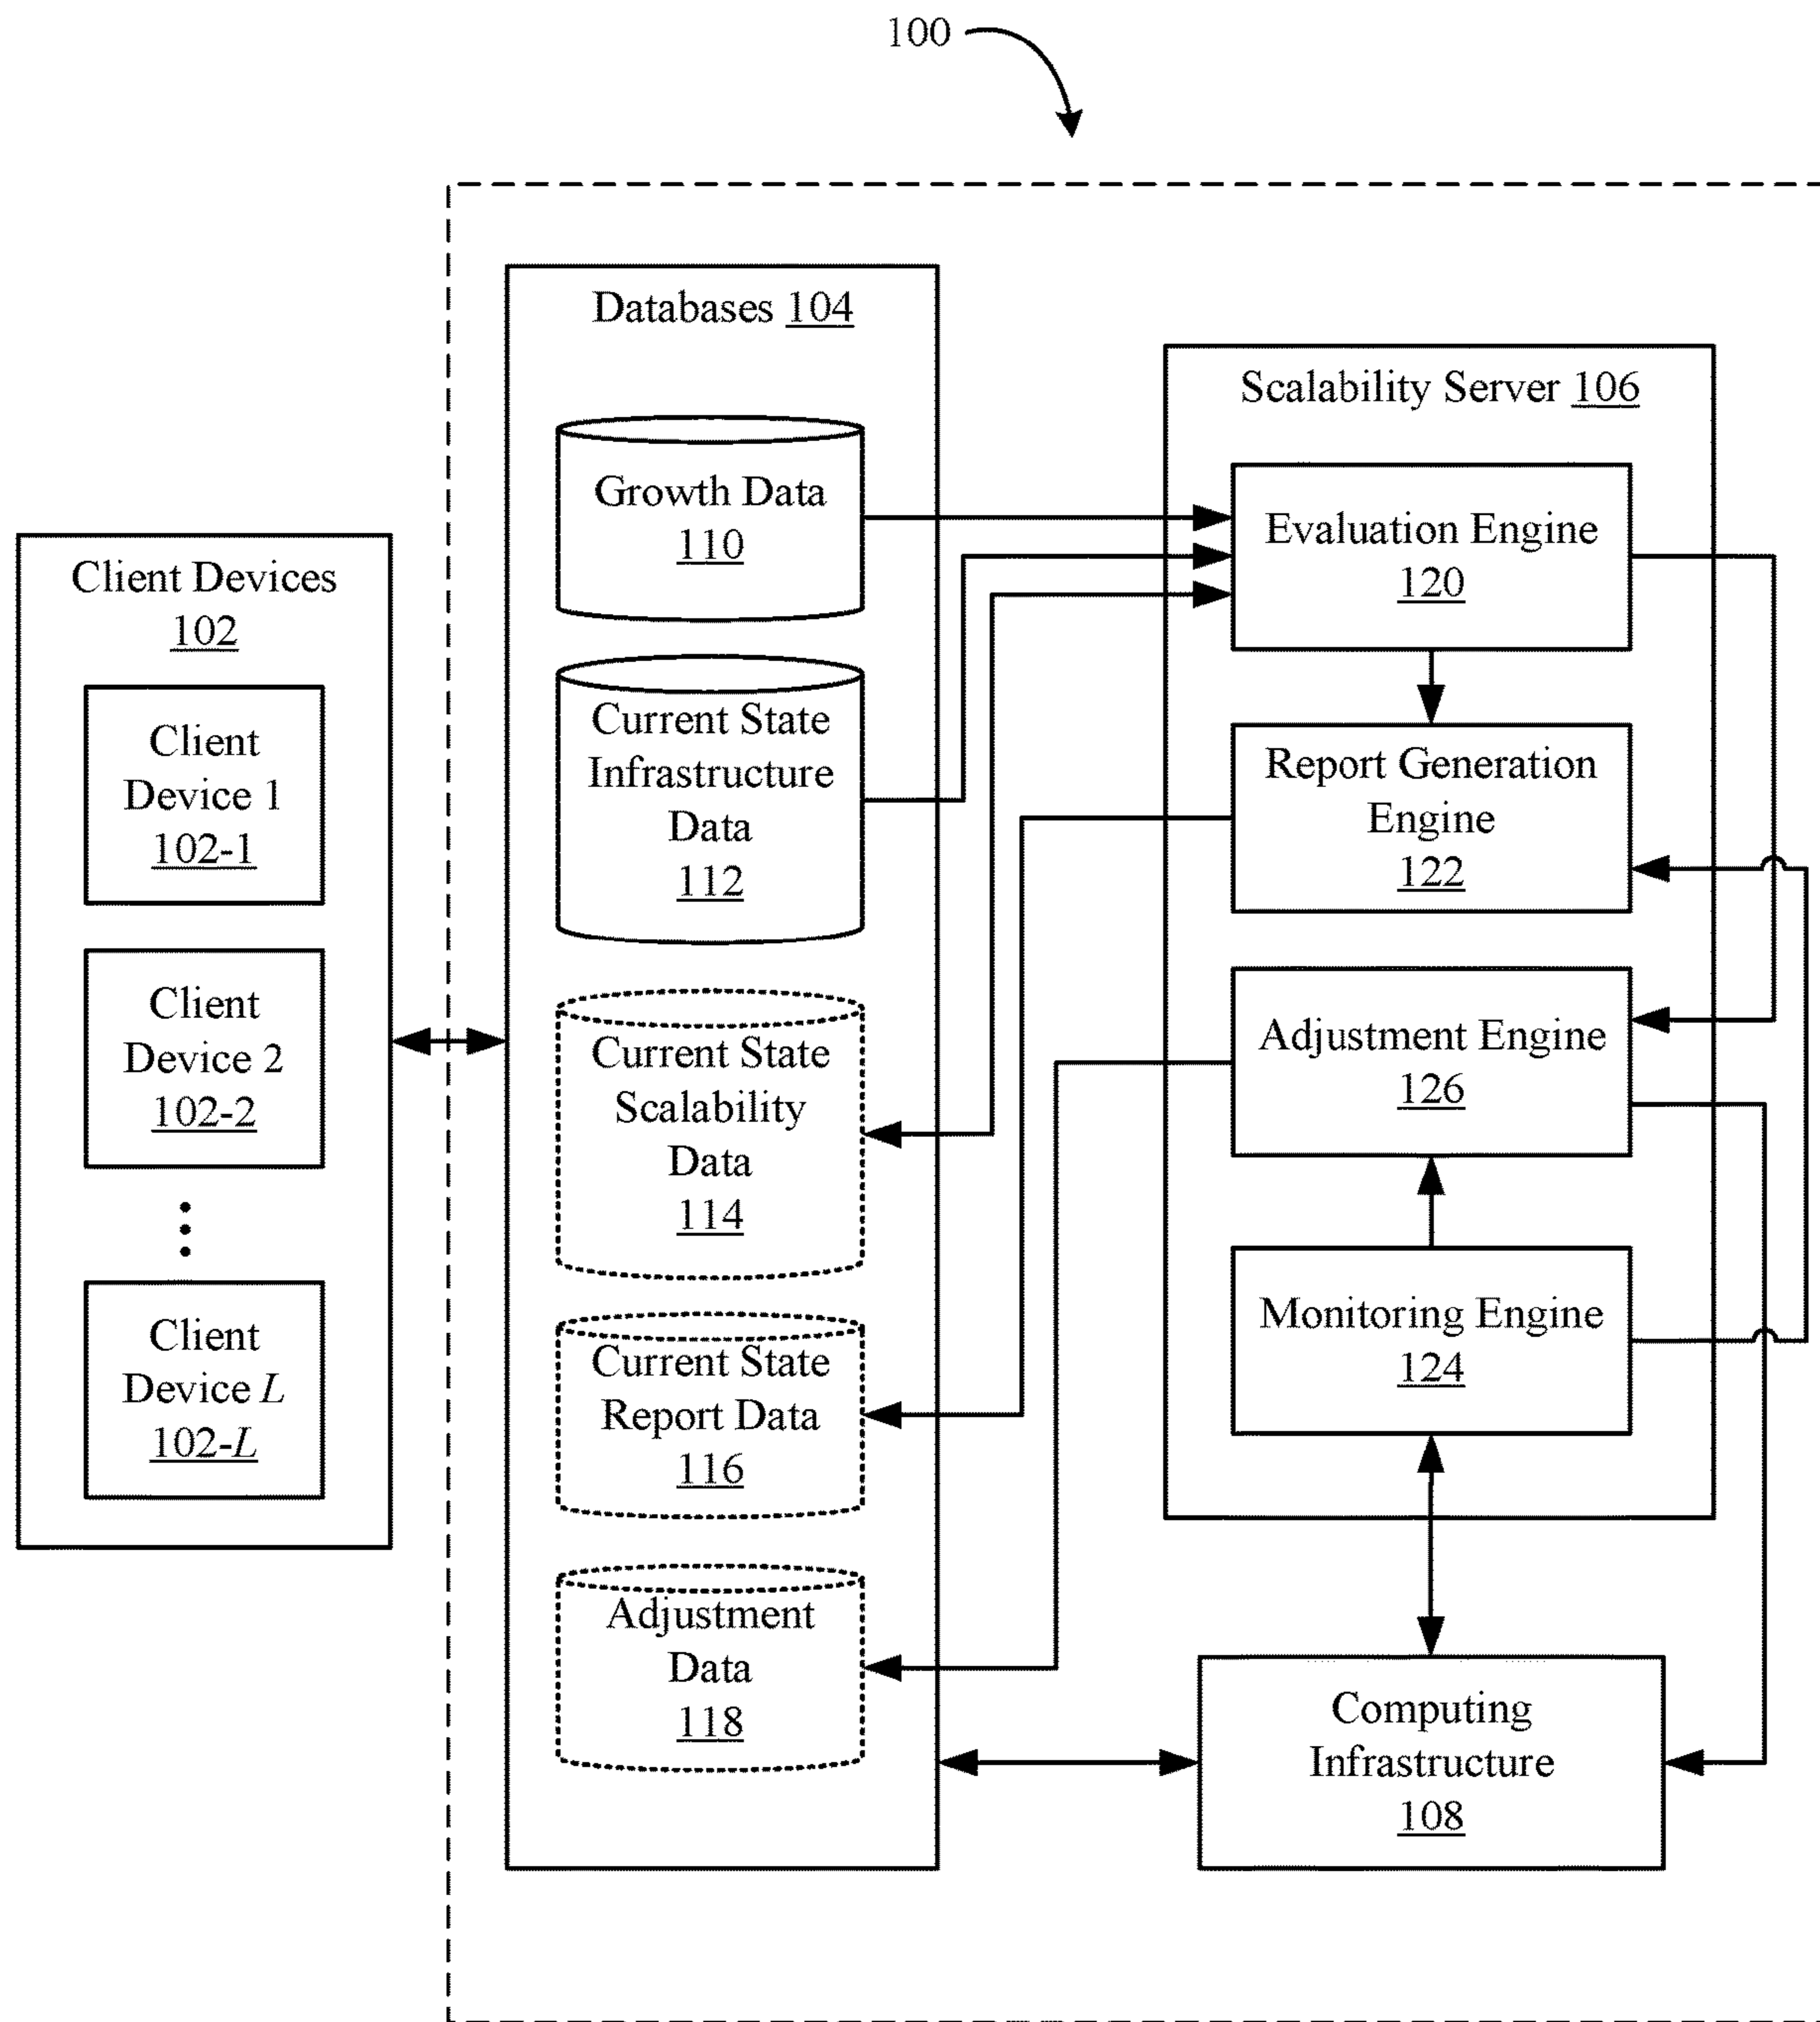 100
Databases 104
Growth Data
110
Current State
Infrastructure
Data
112
Current State
Scalability
Data
114
Current State
Report Data
116
Adjustment
Data
118
Client Devices
102
Client
Device 1
102-1
Client
Device 2
102-2
Client
Device L
102-L
Scalability Server 106
Evaluation Engine
120
Report Generation
Engine
122
Adjustment Engine
126
Monitoring Engine
124
Computing
Infrastructure
108